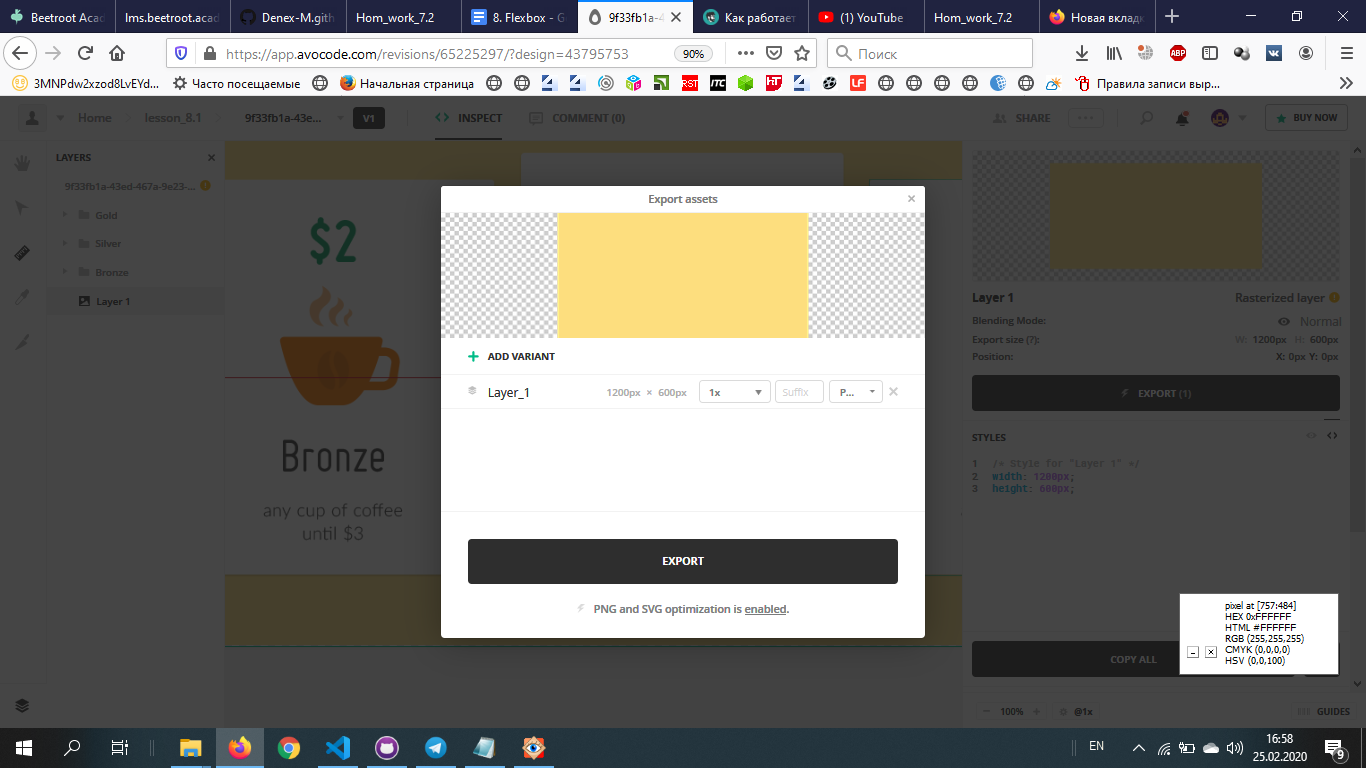 Beetroot Acad
lms.beetroot.acad
Denex-M.gith
Hom_work_7.2
8. Flexbox - G
9f33fb1a-4
Как работает
(1) YouTube
Hom_work_7.2
Новая вкладк
https://app.avocode.com/revisions/65225297/?design=43795753
90%
Поиск
3MNPdw2xzod8LvEYd...
Часто посещаемые
Начальная страница
Правила записи выр...
Home
lesson_8.1
9f33fb1a-43e...
V1
INSPECT
COMMENT (0)
SHARE
BUY NOW
LAYERS
9f33fb1a-43ed-467a-9e23-...
Gold
Silver
Bronze
Layer 1
$2
Bronze
any cup of coffee
until $3
Export assets
ADD VARIANT
Layer_1
1200px × 600px
1x
Suffix
P...
EXPORT
PNG and SVG optimization is enabled.
Layer 1
Rasterized layer
Blending Mode:
Normal
Export size (?):
W: 1200px H: 600px
Position:
X: 0px Y: 0px
EXPORT (1)
STYLES
1 /* Style for "Layer 1" */
2 width: 1200px;
3 height: 600px;
COPY ALL
pixel at [757:484]
HEX 0xFFFFFF
HTML #FFFFFF
RGB (255,255,255)
CMYK (0,0,0,0)
HSV (0,0,100)
100%
@1x
GUIDES
EN
16:58
25.02.2020
9